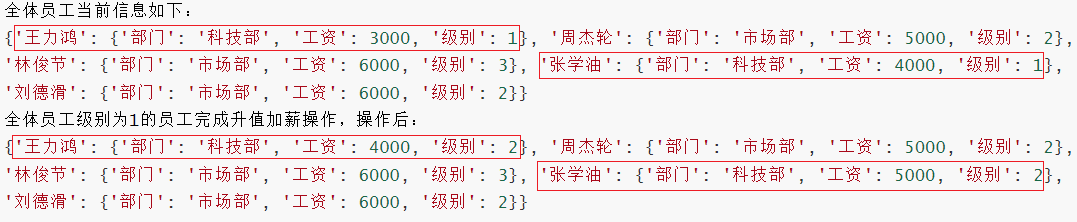 全体员工当前信息如下：
{'王力鸿': {'部门': '科技部', '工资': 3000, '级别': 1}, '周杰轮': {'部门': '市场部', '工资': 5000, '级别': 2},
'林俊节': {'部门': '市场部', '工资': 6000, '级别': 3}, '张学油': {'部门': '科技部', '工资': 4000, '级别': 1},
'刘德滑': {'部门': '市场部', '工资': 6000, '级别': 2}}
全体员工级别为1的员工完成升值加薪操作，操作后：
{'王力鸿': {'部门': '科技部', '工资': 4000, '级别': 2}, '周杰轮': {'部门': '市场部', '工资': 5000, '级别': 2},
'林俊节': {'部门': '市场部', '工资': 6000, '级别': 3}, '张学油': {'部门': '科技部', '工资': 5000, '级别': 2},
'刘德滑': {'部门': '市场部', '工资': 6000, '级别': 2}}